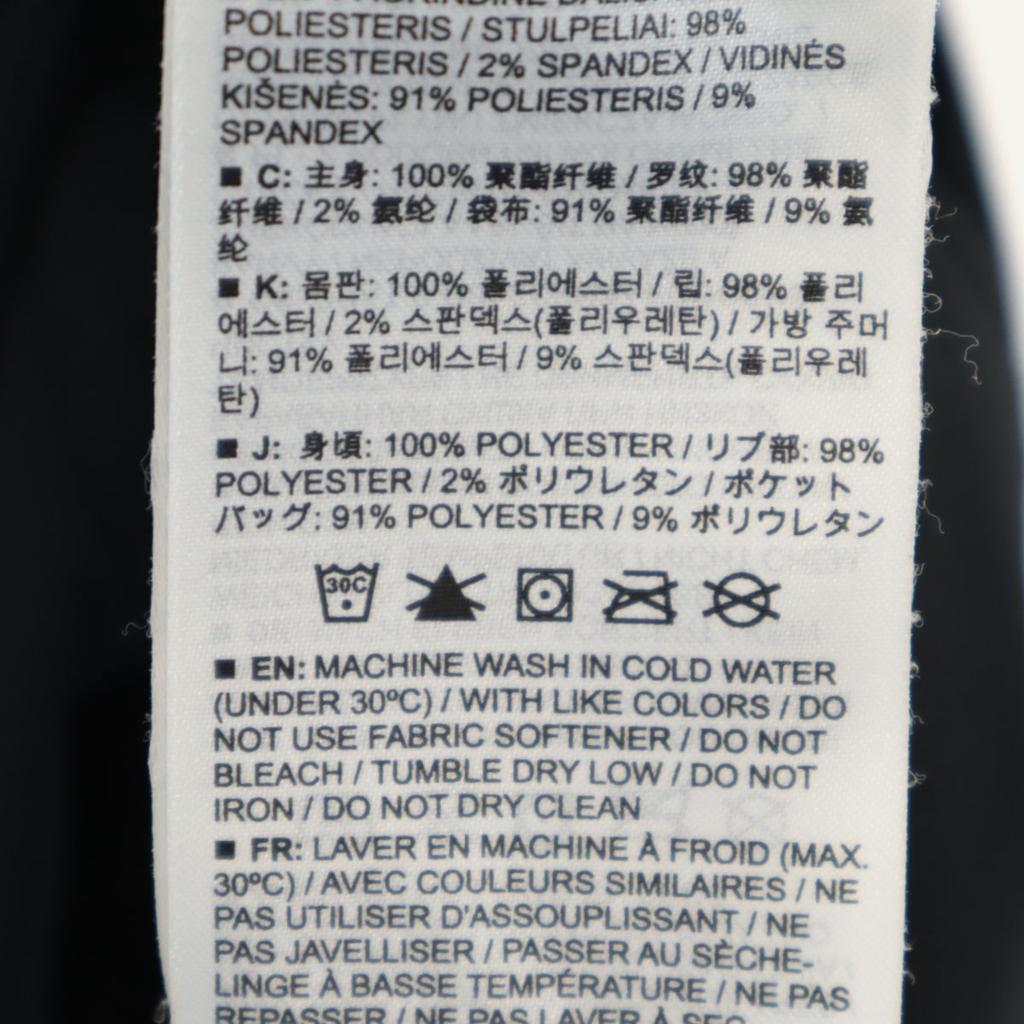 POLIESTERIS / STULPELIAI: 98%
POLIESTERIS / 2% SPANDEX / VIDINĖS
KIŠENĖS: 91% POLIESTERIS / 9%
SPANDEX
■ C: 主身: 100% 聚酯纤维 / 罗纹: 98% 聚酯
纤维 / 2% 氨纶 / 袋布: 91% 聚酯纤维 / 9% 氨
纶
■ K: 몸판: 100% 폴리에스터 / 립: 98% 폴리
에스터 / 2% 스판덱스(폴리우레탄) / 가방 주머
니: 91% 폴리에스터 / 9% 스판덱스(폴리우레
탄)
■ J: 身頃: 100% POLYESTER / リブ部: 98%
POLYESTER / 2% ポリウレタン / ポケット
バッグ: 91% POLYESTER / 9% ポリウレタン
30C
■ EN: MACHINE WASH IN COLD WATER
(UNDER 30ºC) / WITH LIKE COLORS / DO
NOT USE FABRIC SOFTENER / DO NOT
BLEACH / TUMBLE DRY LOW / DO NOT
IRON / DO NOT DRY CLEAN
■ FR: LAVER EN MACHINE À FROID (MAX.
30ºC) / AVEC COULEURS SIMILAIRES / NE
PAS UTILISER D'ASSOUPLISSANT / NE
PAS JAVELLISER / PASSER AU SÈCHE-
LINGE À BASSE TEMPÉRATURE / NE PAS
REPASSER / NE PAS LAVER À SEC